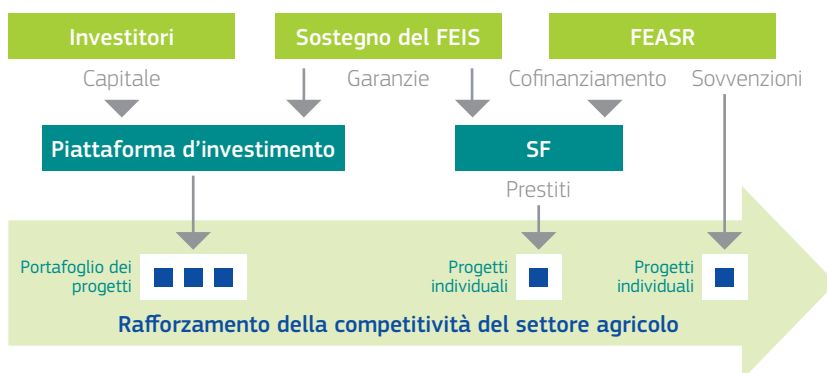 Investitori
Sostegno del FEIS
FEASR
Capitale
Garanzie
Cofinanziamento
Sovvenzioni
Piattaforma d'investimento
SF
Prestiti
Portafoglio dei
progetti
Progetti
individuali
Progetti
individuali
Rafforzamento della competitività del settore agricolo